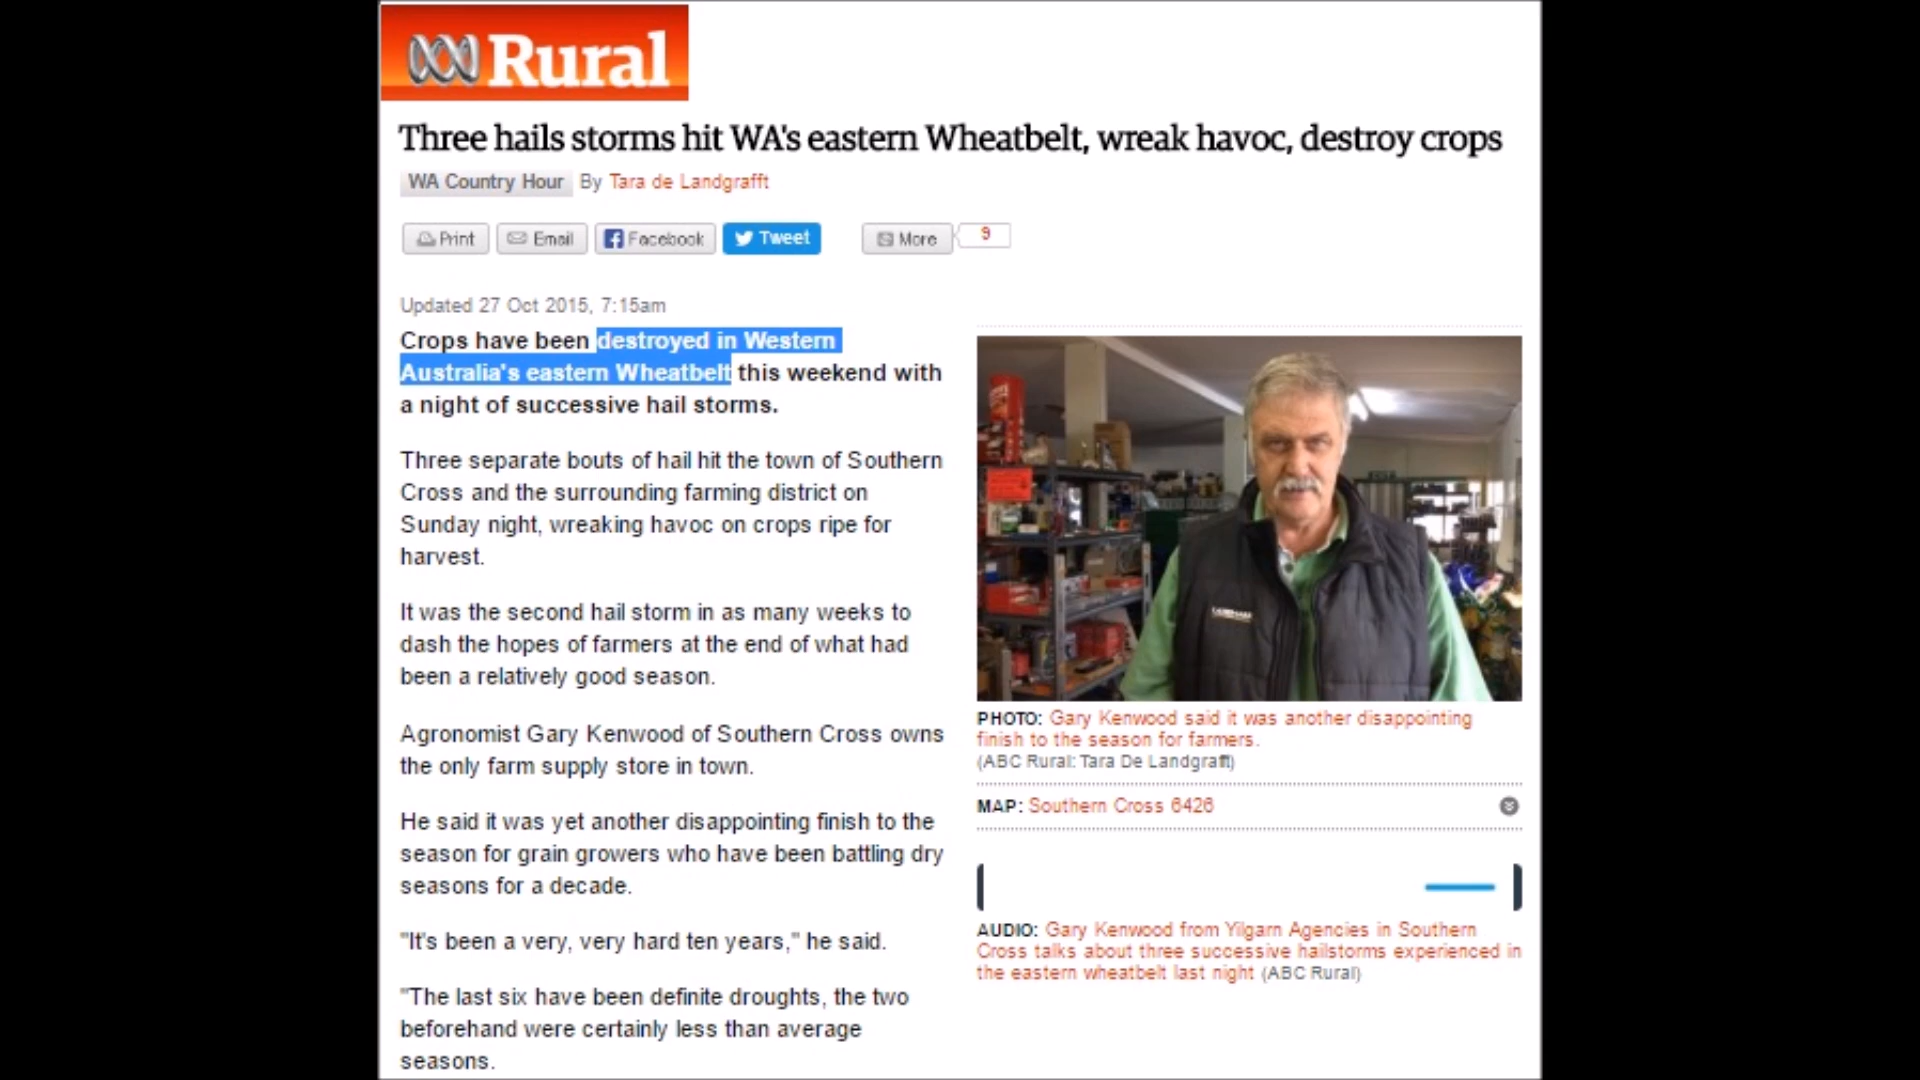 Rural
Three hails storms hit WA's eastern Wheatbelt, wreak havoc, destroy crops
WA Country Hour By Tara de Landgrafft
Print Email Facebook Tweet More 9
Updated 27 Oct 2015, 7:15am
Crops have been destroyed in Western
Australia's eastern Wheatbelt this weekend with
a night of successive hail storms.
Three separate bouts of hail hit the town of Southern
Cross and the surrounding farming district on
Sunday night, wreaking havoc on crops ripe for
harvest.
It was the second hail storm in as many weeks to
dash the hopes of farmers at the end of what had
been a relatively good season.
Agronomist Gary Kenwood of Southern Cross owns
the only farm supply store in town.
He said it was yet another disappointing finish to the
season for grain growers who have been battling dry
seasons for a decade.
"It's been a very, very hard ten years," he said.
"The last six have been definite droughts, the two
beforehand were certainly less than average
seasons.
PHOTO: Gary Kenwood said it was another disappointing
finish to the season for farmers.
(ABC Rural: Tara De Landgrafft)
MAP: Southern Cross 6426
AUDIO: Gary Kenwood from Yilgarn Agencies in Southern
Cross talks about three successive hailstorms experienced in
the eastern wheatbelt last night (ABC Rural)